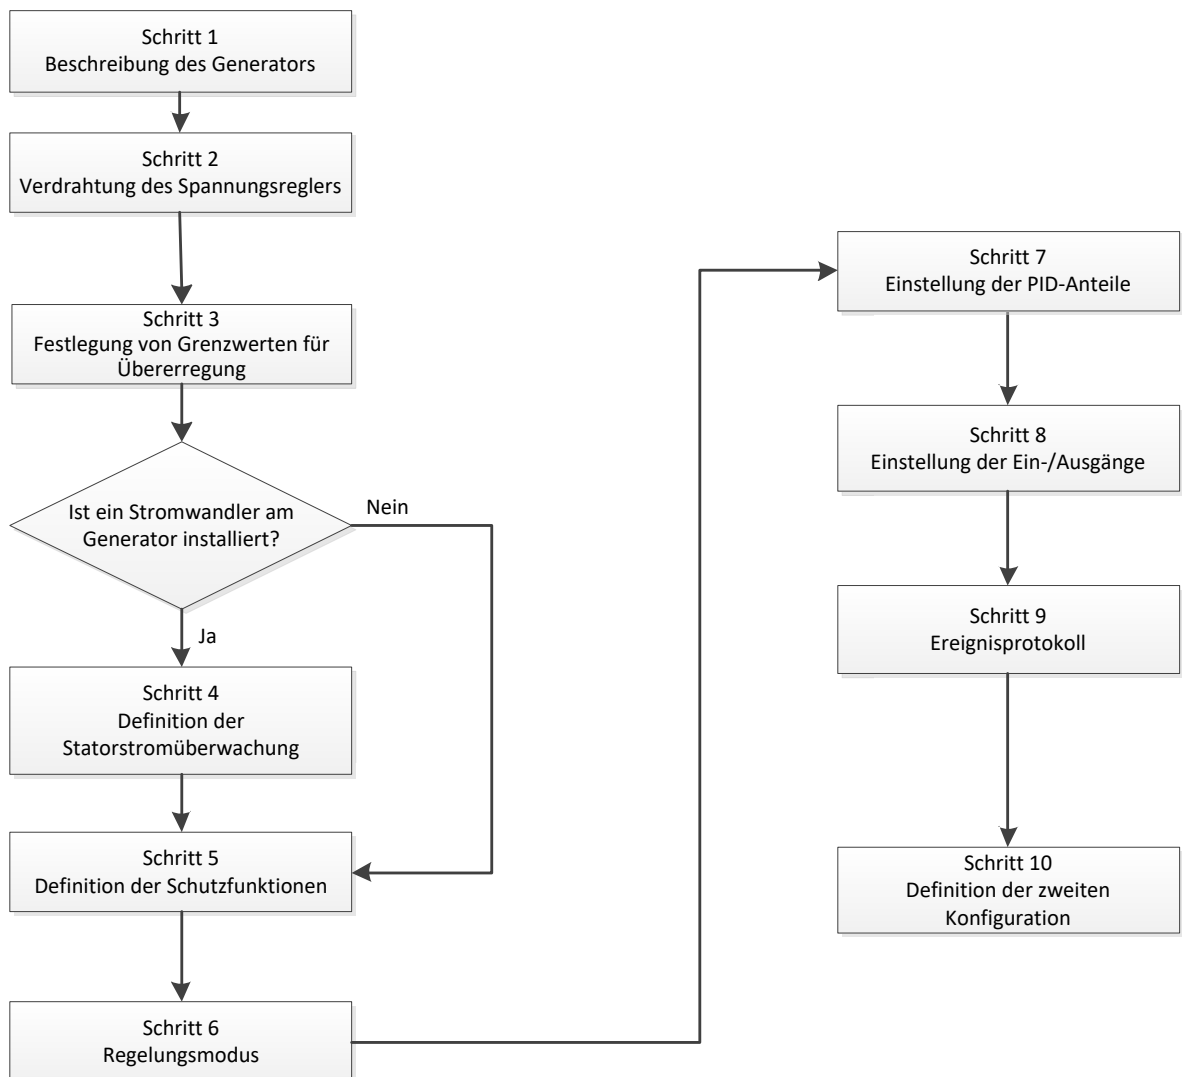 Schritt 1
Beschreibung des Generators
Schritt 2
Verdrahtung des Spannungsreglers
Schritt 3
Festlegung von Grenzwerten für
Übererregung
Ist ein Stromwandler am
Generator installiert?
Nein
Ja
Schritt 4
Definition der
Statorstromüberwachung
Schritt 5
Definition der Schutzfunktionen
Schritt 6
Regelungsmodus
Schritt 7
Einstellung der PID-Anteile
Schritt 8
Einstellung der Ein-/Ausgänge
Schritt 9
Ereignisprotokoll
Schritt 10
Definition der zweiten
Konfiguration